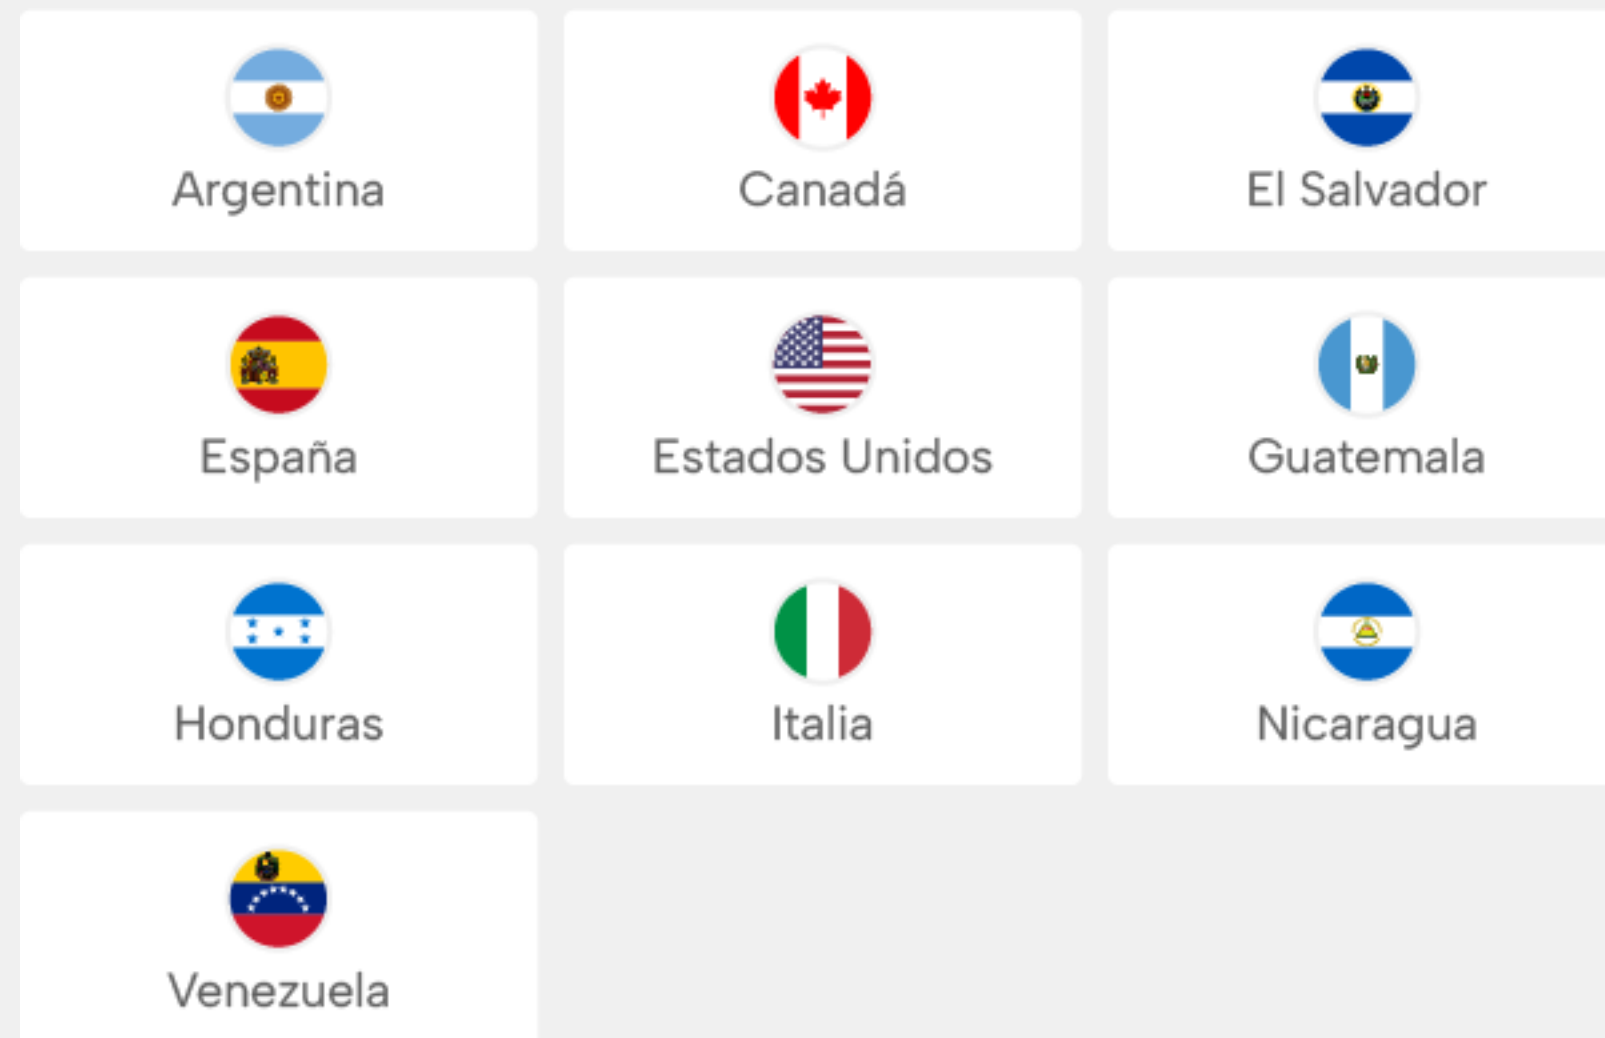 Argentina
Canadá
El Salvador
España
Estados Unidos
Guatemala
Honduras
Italia
Nicaragua
Venezuela